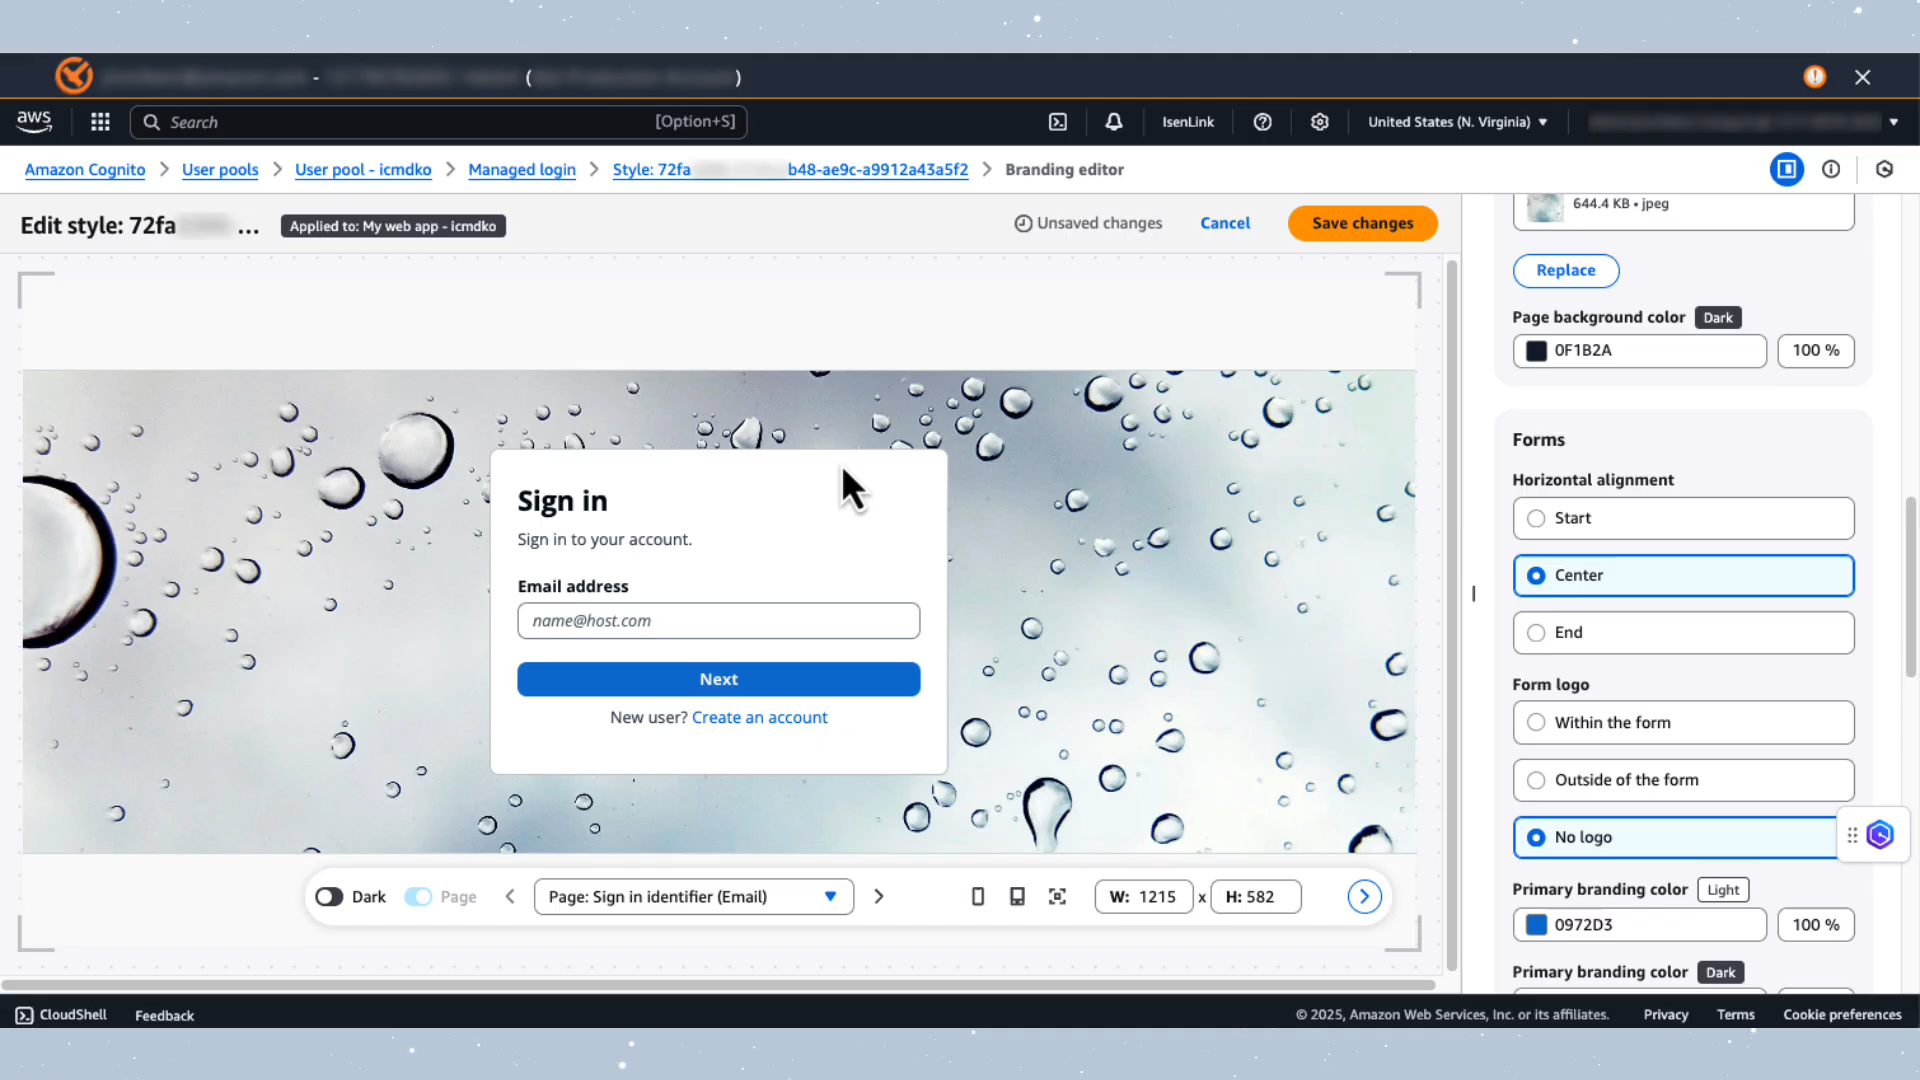 - ( )
aws
Search [Option+S]
IsenLink
United States (N. Virginia)
Amazon Cognito > User pools > User pool - icmdko > Managed login > Style: 72fa b48-ae9c-a9912a43a5f2 > Branding editor
Edit style: 72fa ...
Applied to: My web app - icmdko
Unsaved changes
Cancel
Save changes
Sign in
Sign in to your account.
Email address
name@host.com
Next
New user? Create an account
Dark
Page
Page: Sign in identifier (Email)
W: 1215 x H: 582
644.4 KB • jpeg
Replace
Page background color Dark
0F1B2A 100 %
Forms
Horizontal alignment
Start
Center
End
Form logo
Within the form
Outside of the form
No logo
Primary branding color Light
0972D3 100 %
Primary branding color Dark
CloudShell Feedback
© 2025, Amazon Web Services, Inc. or its affiliates. Privacy Terms Cookie preferences